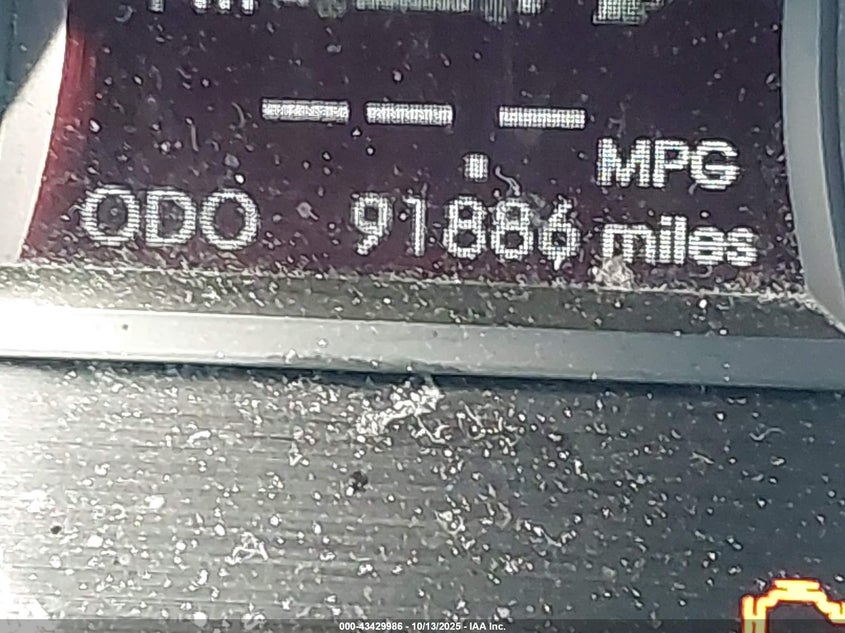 -- -- . -- MPG
ODO 91886 miles
000-43429986 - 10/13/2025 - IAA Inc.